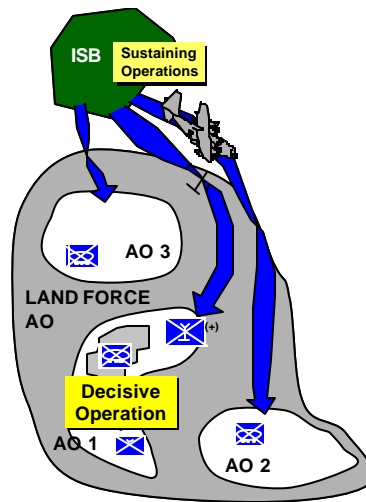 ISB
Sustaining
Operations
AO 3
LAND FORCE
AO
(+)
Decisive
Operation
AO 1
AO 2